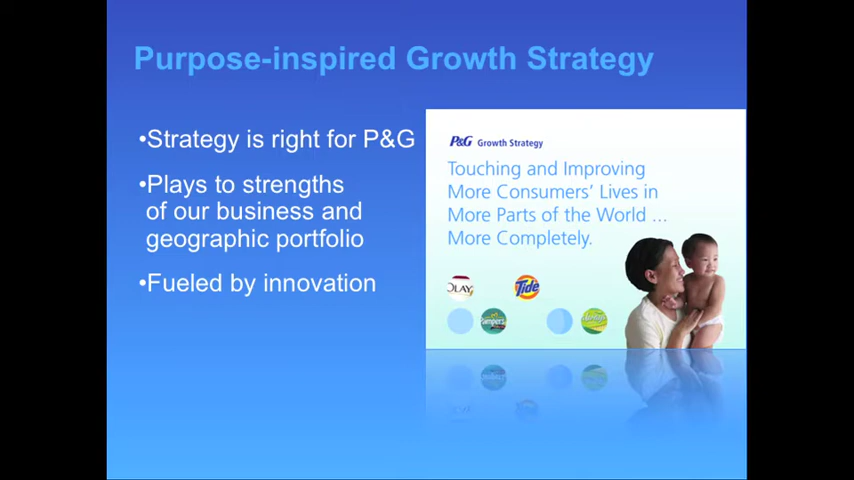 Purpose-inspired Growth Strategy
•Strategy is right for P&G
•Plays to strengths
of our business and
geographic portfolio
•Fueled by innovation
P&G Growth Strategy
Touching and Improving
More Consumers' Lives in
More Parts of the World ...
More Completely.
OLAY
Tide
Pampers
always